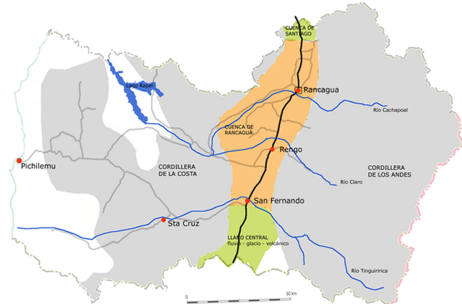 CUENCA DE
SANTIAGO
Lago Rapel
Rancagua
Río Cachapoal
CUENCA DE
RANCAGUA
Rengo
Pichilemu
CORDILLERA
DE LA COSTA
CORDILLERA
DE LOS ANDES
Río Claro
San Fernando
Sta Cruz
LLANO CENTRAL
fluvio - glacio - volcánico
Río Tinguiririca
0
50 km